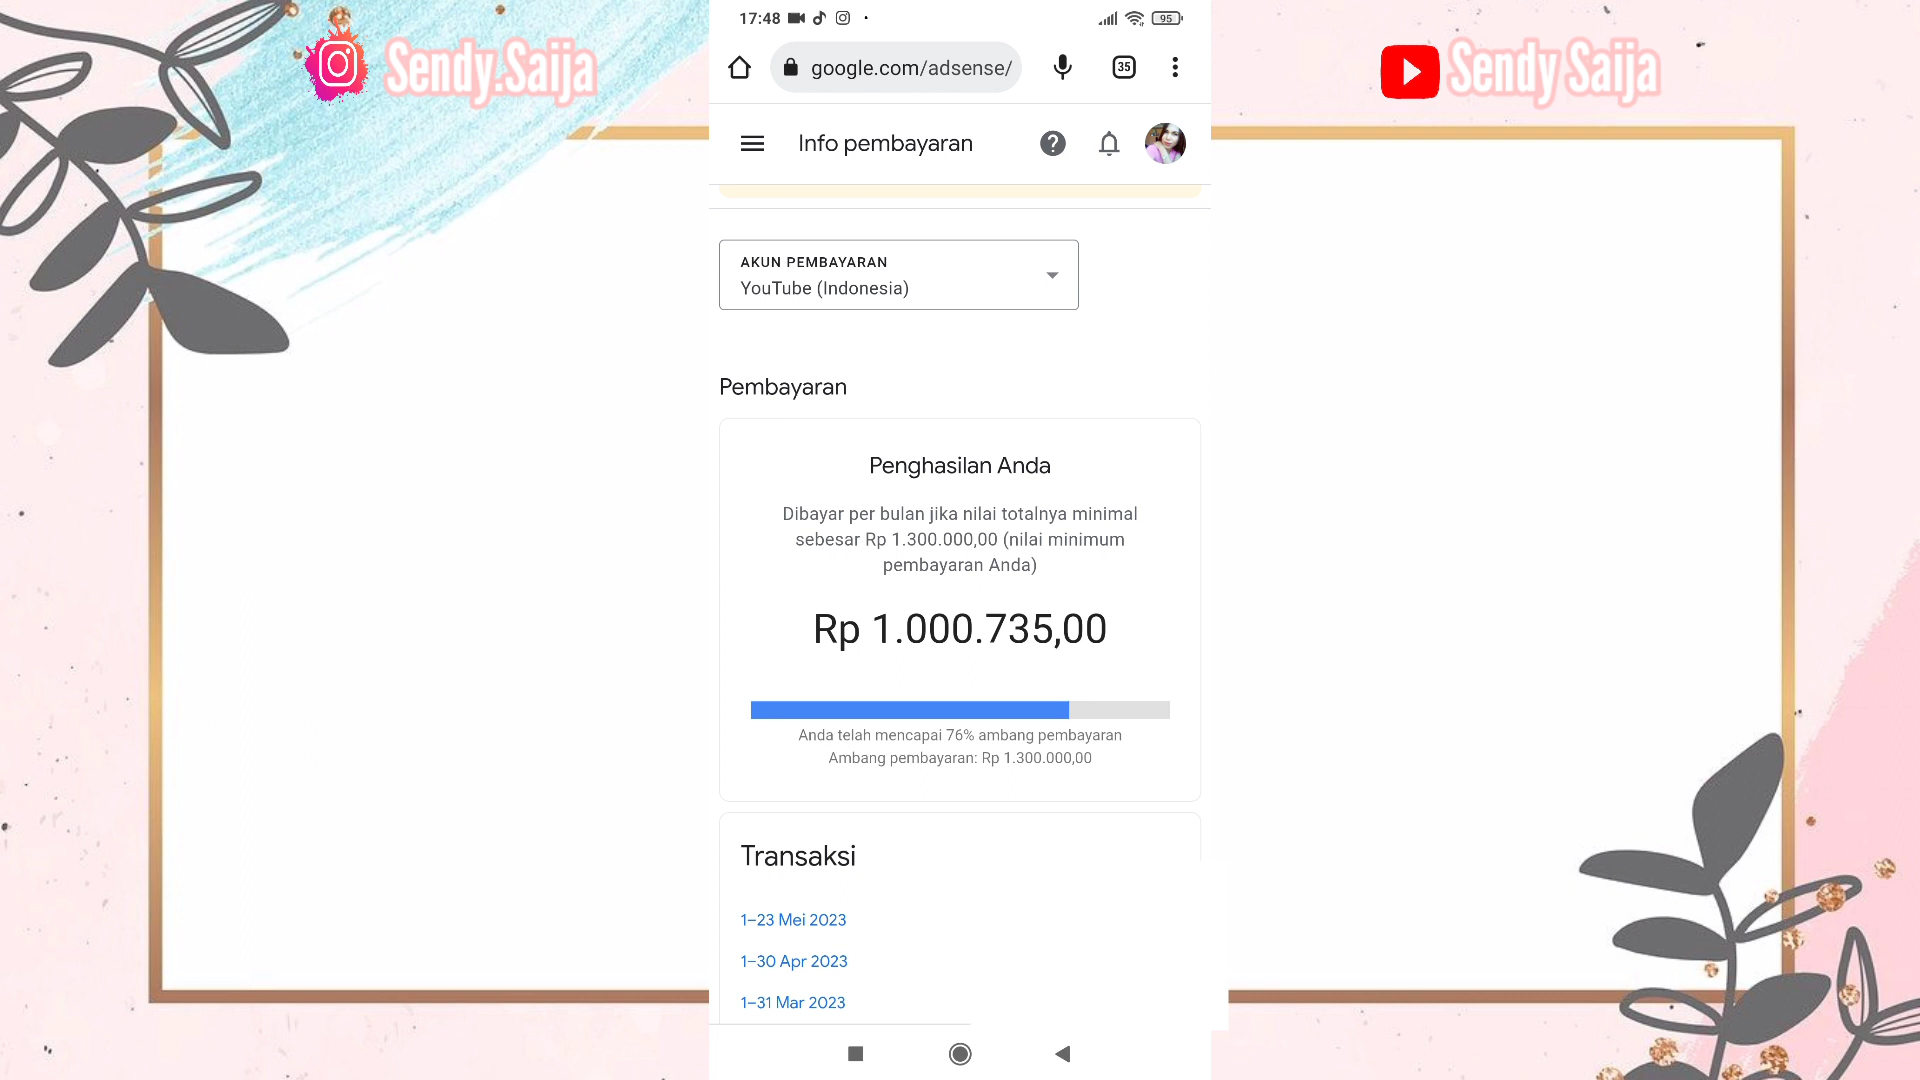 Sendy.Saija
Sendy Saija
17:48
95
google.com/adsense/
35
Info pembayaran
AKUN PEMBAYARAN
YouTube (Indonesia)
Pembayaran
Penghasilan Anda
Dibayar per bulan jika nilai totalnya minimal
sebesar Rp 1.300.000,00 (nilai minimum
pembayaran Anda)
Rp 1.000.735,00
Anda telah mencapai 76% ambang pembayaran
Ambang pembayaran: Rp 1.300.000,00
Transaksi
1–23 Mei 2023
1–30 Apr 2023
1–31 Mar 2023